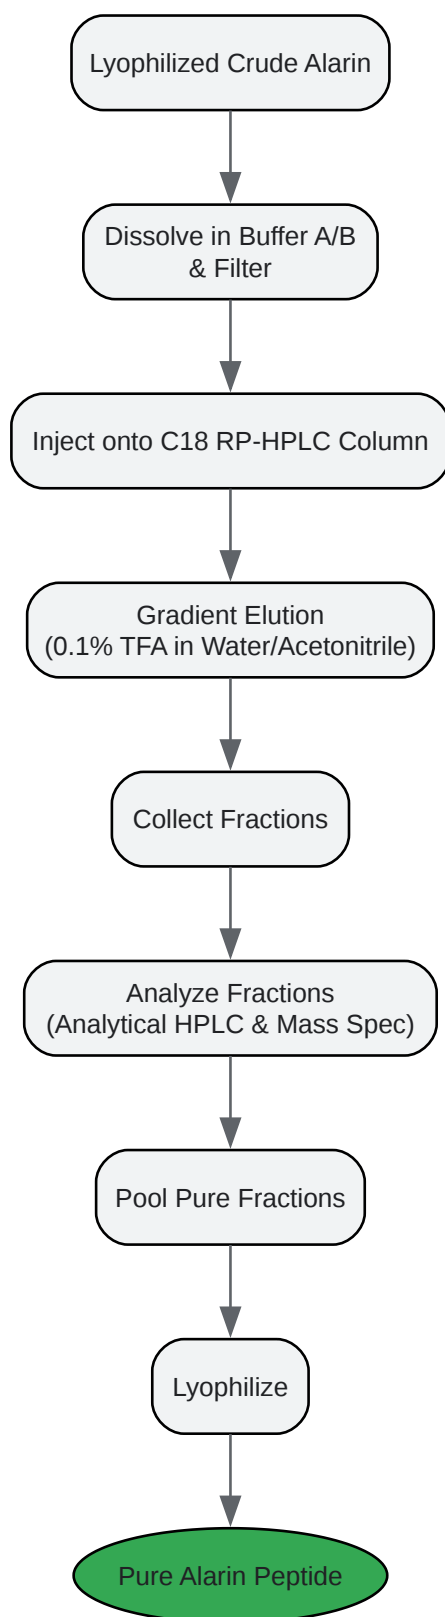 Lyophilized Crude Alarin
Dissolve in Buffer A/B
& Filter
Inject onto C18 RP-HPLC Column
Gradient Elution
(0.1% TFA in Water/Acetonitrile)
Collect Fractions
Analyze Fractions
(Analytical HPLC & Mass Spec)
Pool Pure Fractions
Lyophilize
Pure Alarin Peptide